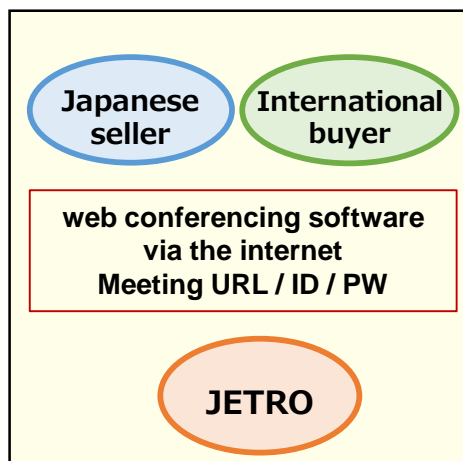 Japanese
seller
International
buyer
web conferencing software
via the internet
Meeting URL / ID / PW
JETRO